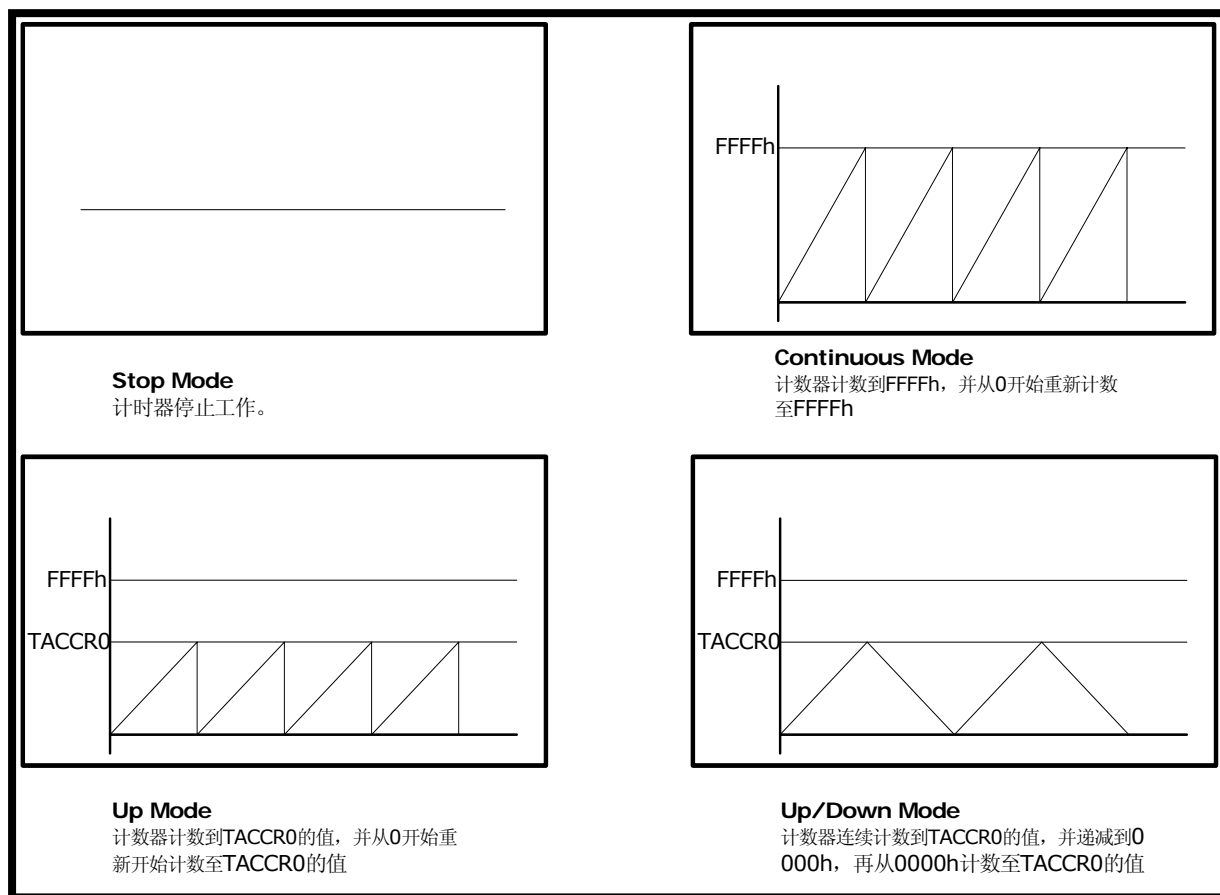 Stop Mode
计时器停止工作。
FFFFh
Continuous Mode
计数器计数到FFFFh，并从0开始重新计数
至FFFFh
FFFFh
TACCR0
Up Mode
计数器计数到TACCR0的值，并从0开始重
新开始计数至TACCR0的值
FFFFh
TACCR0
Up/Down Mode
计数器连续计数到TACCR0的值，并递减到0
000h，再从0000h计数至TACCR0的值